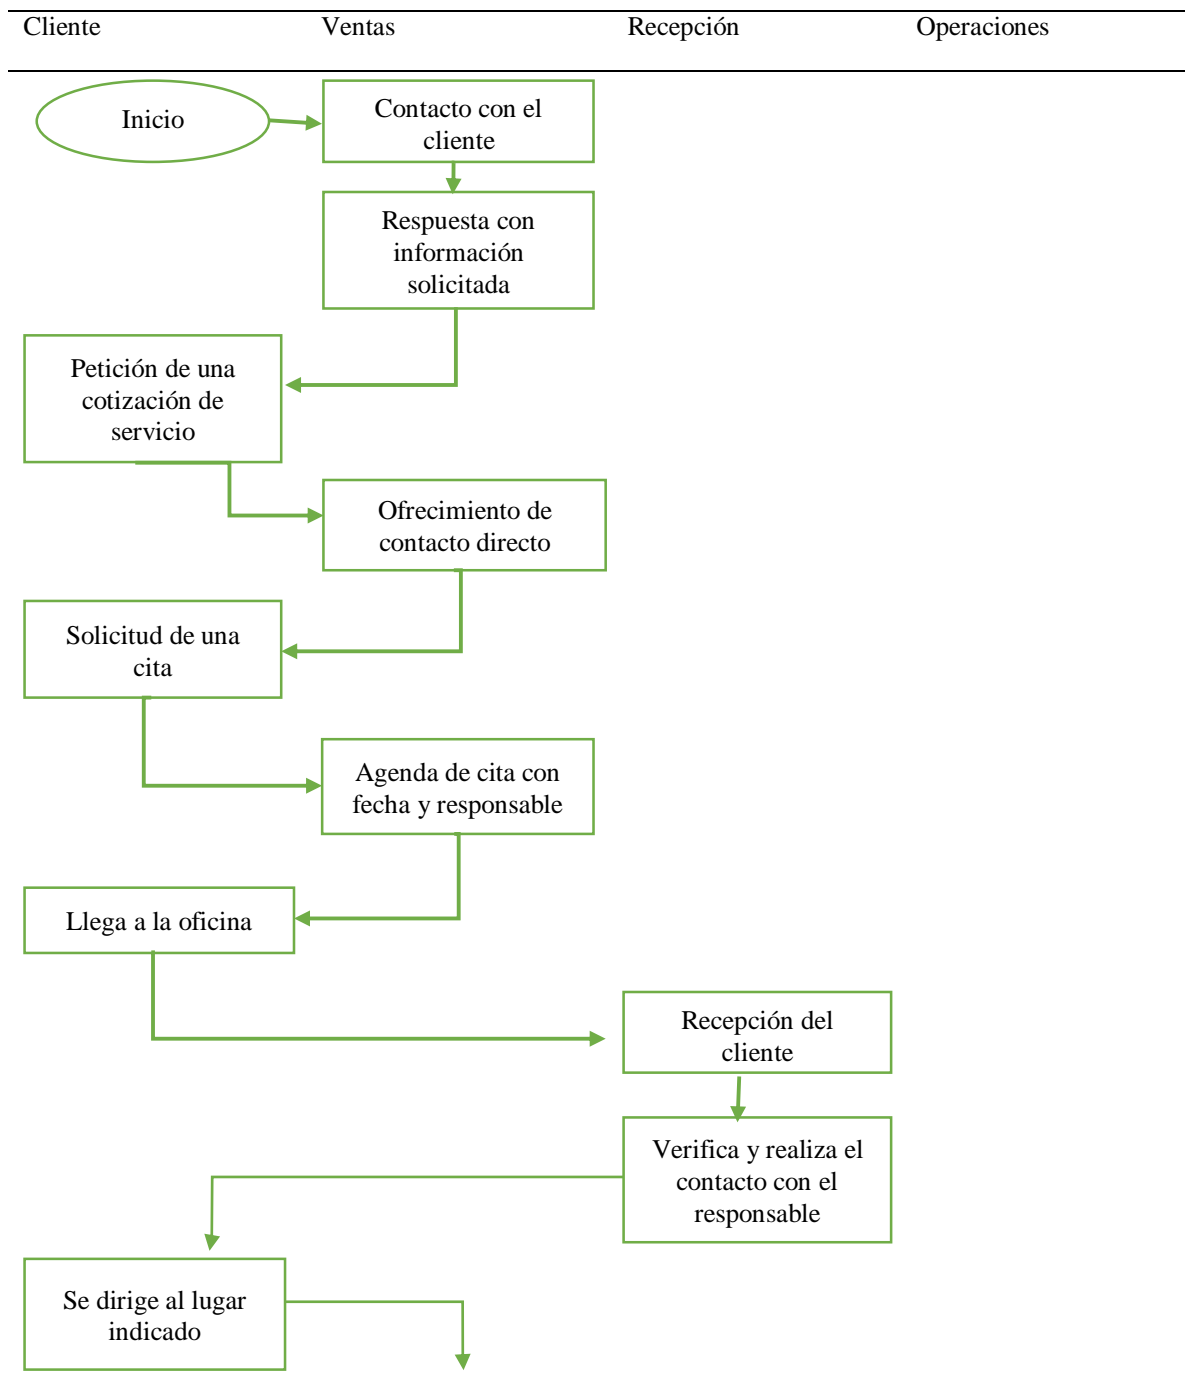 Cliente Ventas Recepción Operaciones
Inicio
Contacto con el
cliente
Respuesta con
información
solicitada
Petición de una
cotización de
servicio
Ofrecimiento de
contacto directo
Solicitud de una
cita
Agenda de cita con
fecha y responsable
Llega a la oficina
Recepción del
cliente
Verifica y realiza el
contacto con el
responsable
Se dirige al lugar
indicado